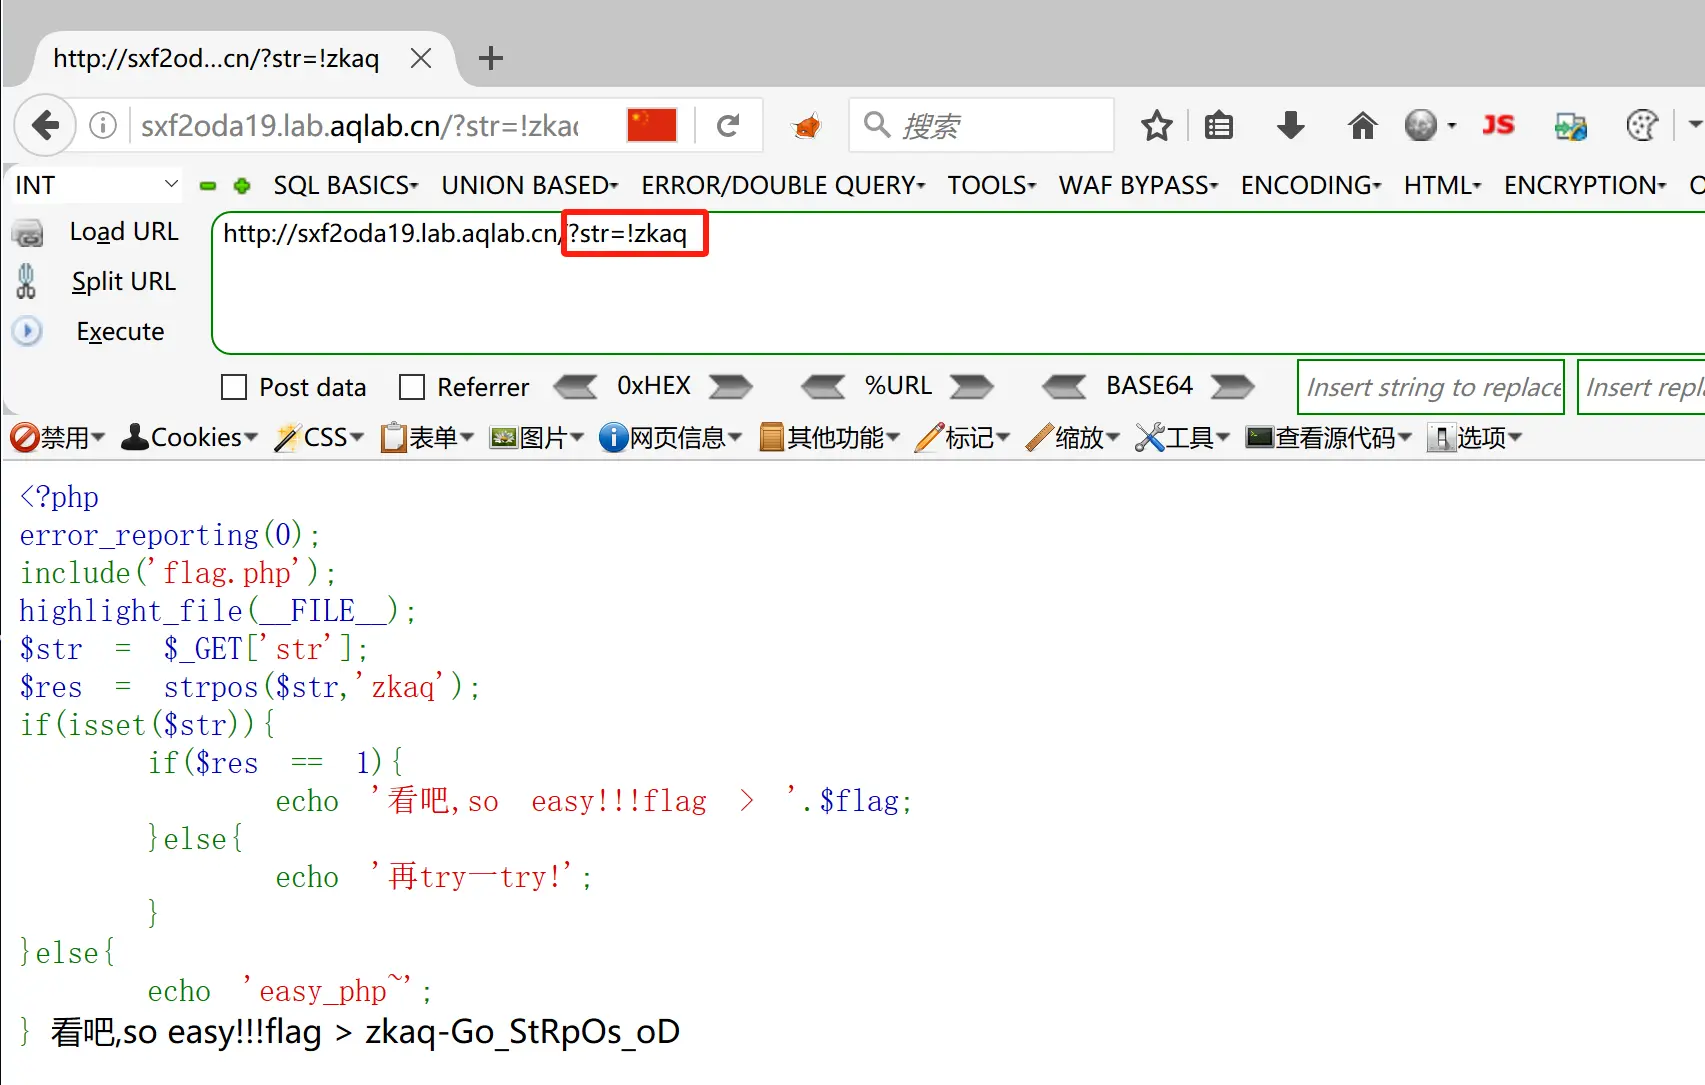 http://sxf2od...cn/?str=!zkaq
sxf2oda19.lab.aqlab.cn/?str=!zkac
搜索
JS
INT
SQL BASICS UNION BASED ERROR/DOUBLE QUERY TOOLS WAF BYPASS ENCODING HTML ENCRYPTION
Load URL
http://sxf2oda19.lab.aqlab.cn/?str=!zkaq
Split URL
Execute
Post data Referrer 0xHEX %URL BASE64 Insert string to replace Insert repla
禁用 Cookies CSS 表单 图片 网页信息 其他功能 标记 缩放 工具 查看源代码 选项
<?php
error_reporting(0);
include('flag.php');
highlight_file(__FILE__);
$str = $_GET['str'];
$res = strpos($str,'zkaq');
if(isset($str)){
if($res == 1){
echo '看吧,so easy!!!flag > '.$flag;
}else{
echo '再try一try!';
}
}else{
echo 'easy_php~';
} 看吧,so easy!!!flag > zkaq-Go_StRpOs_oD